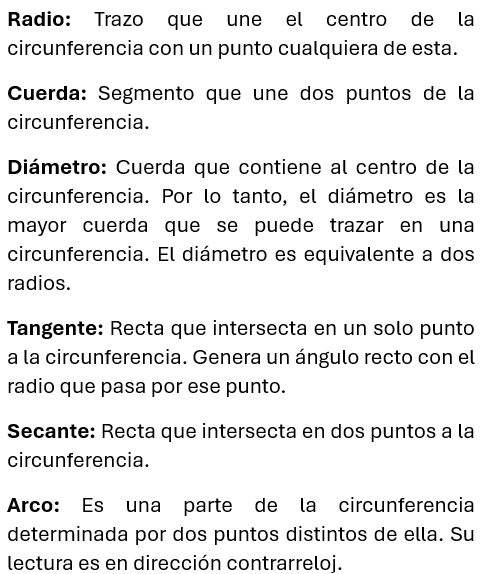 Radio: Trazo que une el centro de la
circunferencia con un punto cualquiera de esta.
Cuerda: Segmento que une dos puntos de la
circunferencia.
Diámetro: Cuerda que contiene al centro de la
circunferencia. Por lo tanto, el diámetro es la
mayor cuerda que se puede trazar en una
circunferencia. El diámetro es equivalente a dos
radios.
Tangente: Recta que intersecta en un solo punto
a la circunferencia. Genera un ángulo recto con el
radio que pasa por ese punto.
Secante: Recta que intersecta en dos puntos a la
circunferencia.
Arco: Es una parte de la circunferencia
determinada por dos puntos distintos de ella. Su
lectura es en dirección contrarreloj.